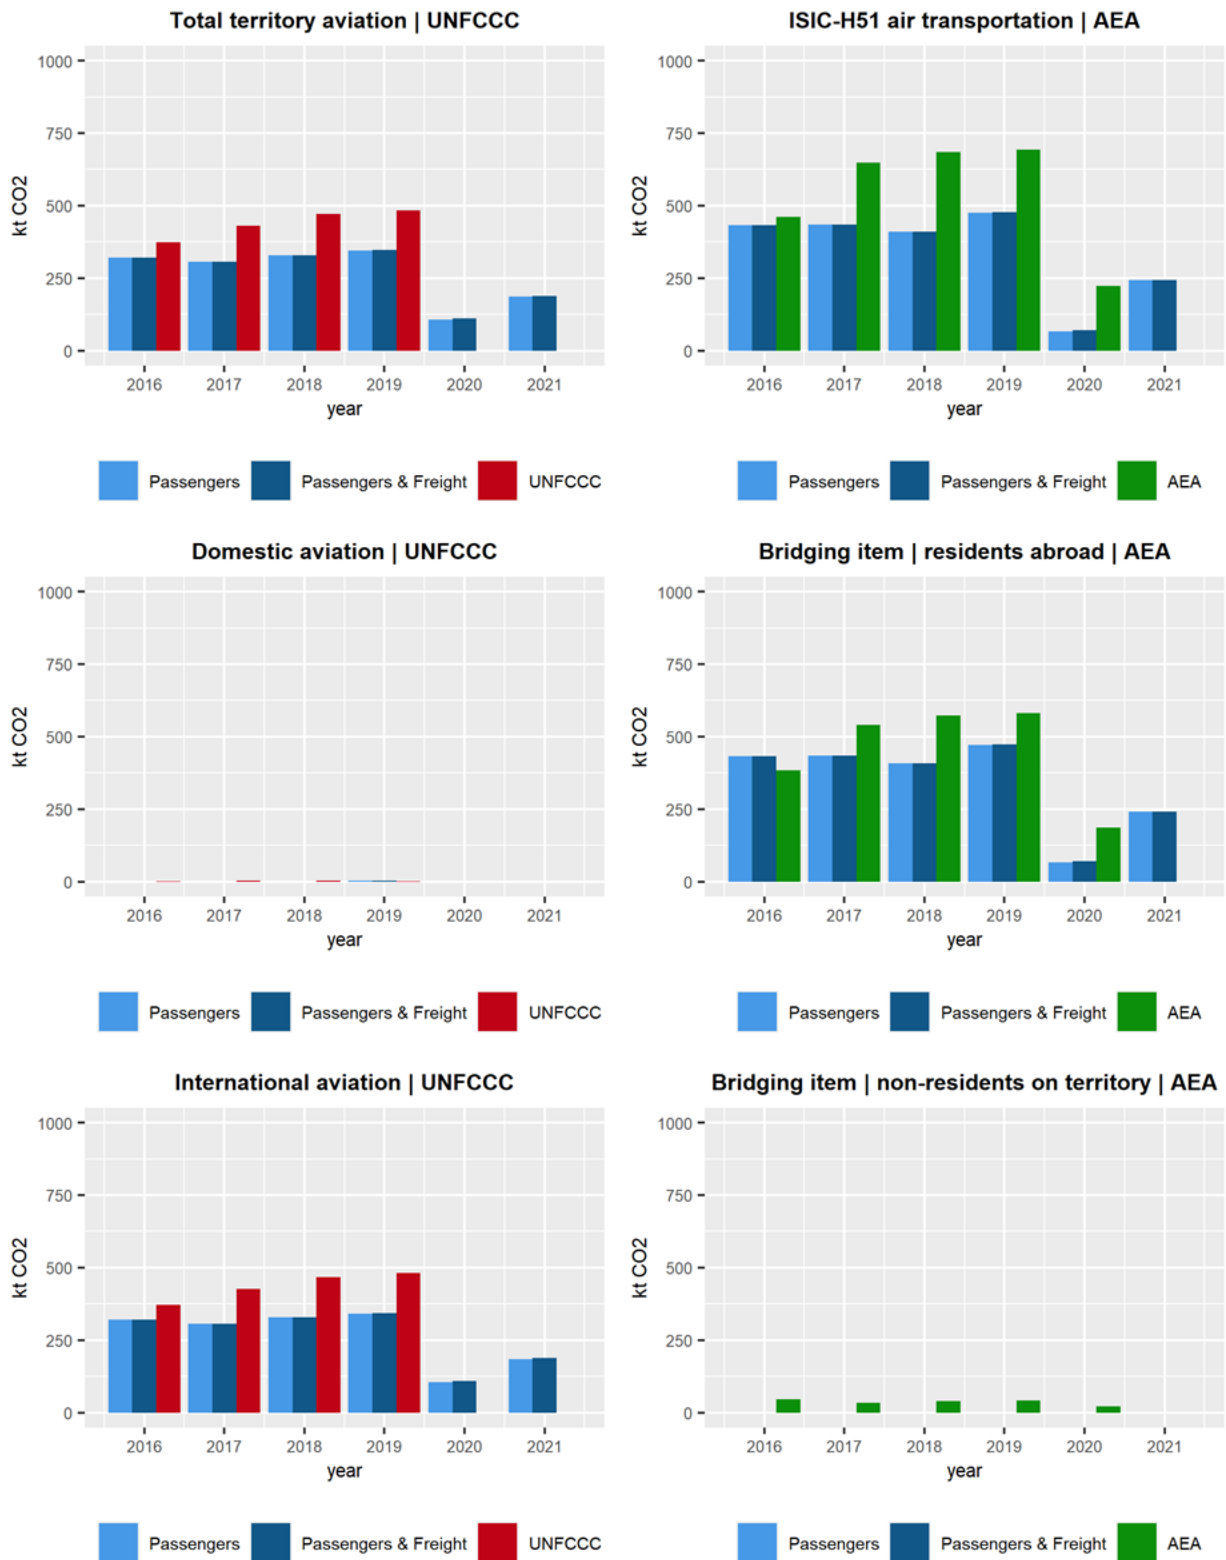 Total territory aviation | UNFCCC
kt CO2
1000
750
500
250
0
2016 2017 2018 2019 2020 2021
year
Passengers Passengers & Freight UNFCCC
ISIC-H51 air transportation | AEA
kt CO2
1000
750
500
250
0
2016 2017 2018 2019 2020 2021
year
Passengers Passengers & Freight AEA
Domestic aviation | UNFCCC
kt CO2
1000
750
500
250
0
2016 2017 2018 2019 2020 2021
year
Passengers Passengers & Freight UNFCCC
Bridging item | residents abroad | AEA
kt CO2
1000
750
500
250
0
2016 2017 2018 2019 2020 2021
year
Passengers Passengers & Freight AEA
International aviation | UNFCCC
kt CO2
1000
750
500
250
0
2016 2017 2018 2019 2020 2021
year
Passengers Passengers & Freight UNFCCC
Bridging item | non-residents on territory | AEA
kt CO2
1000
750
500
250
0
2016 2017 2018 2019 2020 2021
year
Passengers Passengers & Freight AEA